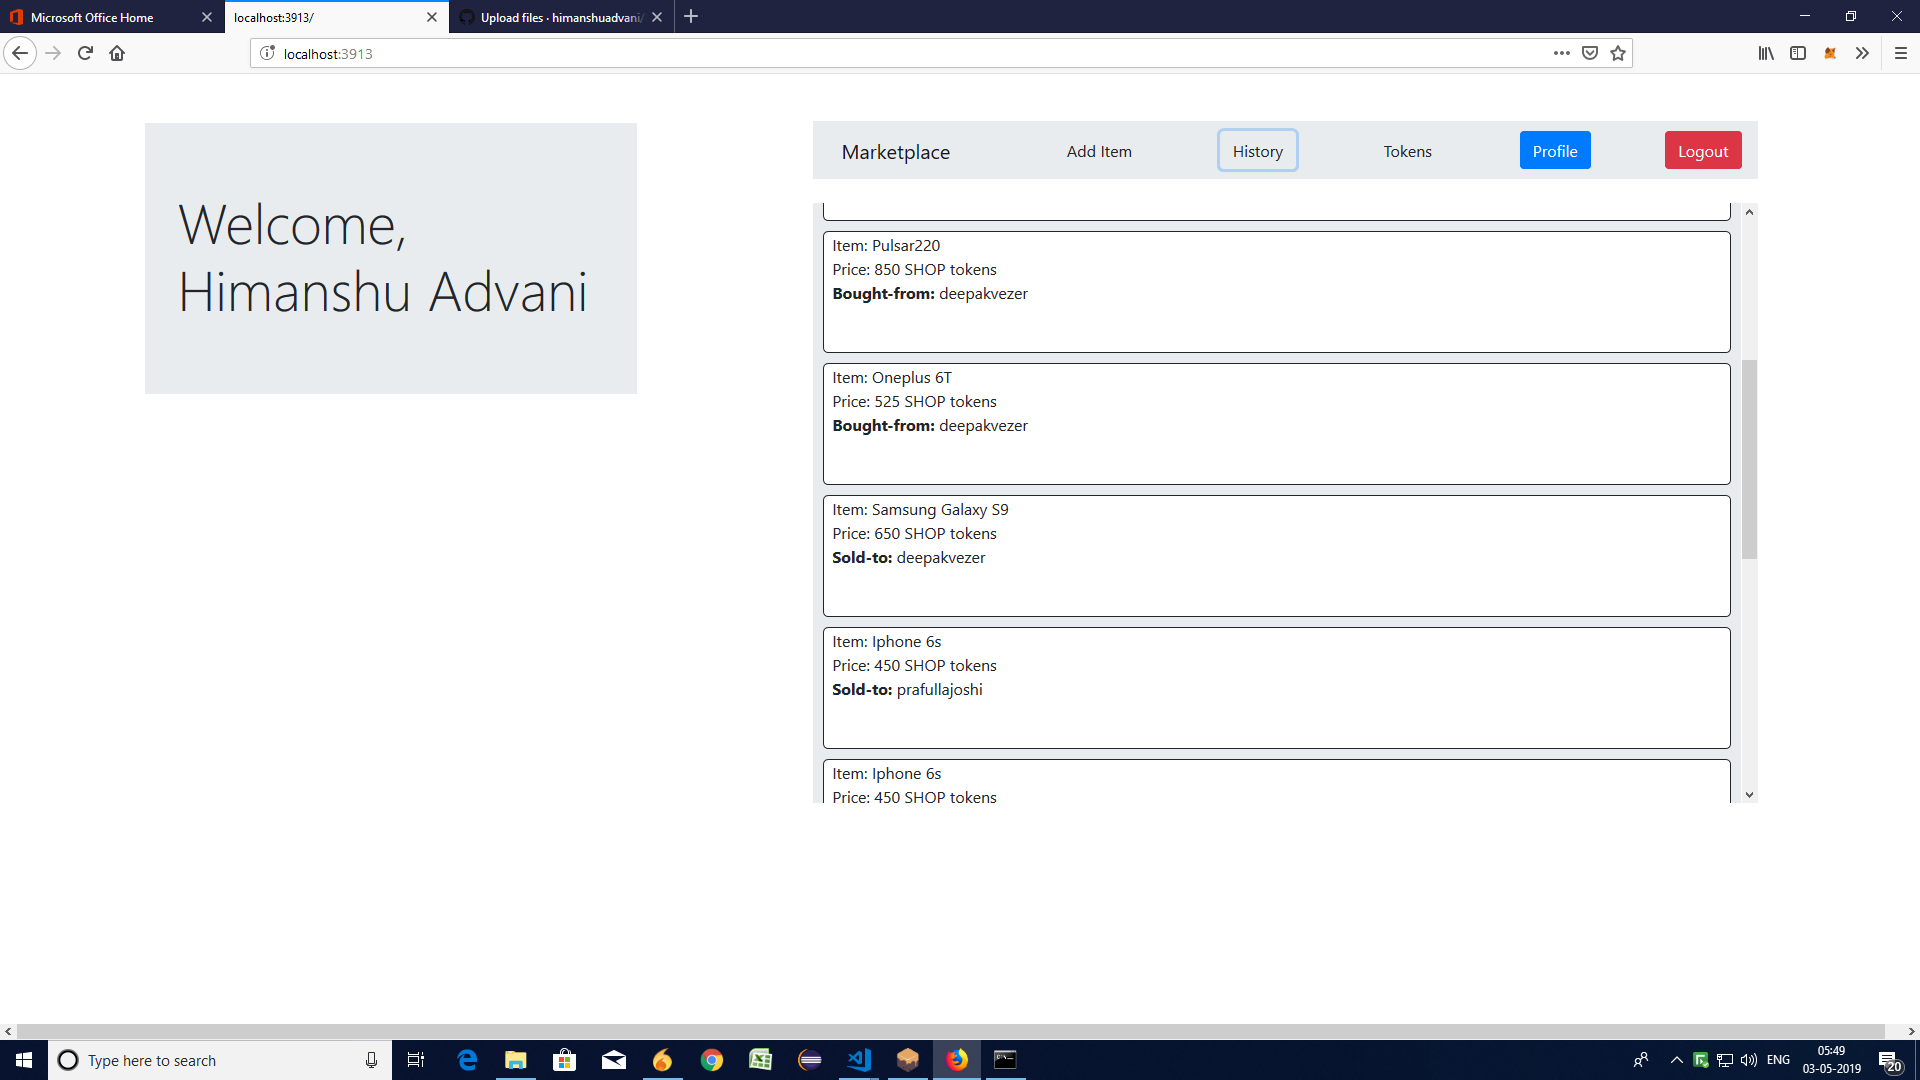 Microsoft Office Home
localhost:3913/
Upload files · himanshuadvani/
localhost:3913
Welcome,
Himanshu Advani
Marketplace
Add Item
History
Tokens
Profile
Logout
Item: Pulsar220
Price: 850 SHOP tokens
Bought-from: deepakvezer
Item: Oneplus 6T
Price: 525 SHOP tokens
Bought-from: deepakvezer
Item: Samsung Galaxy S9
Price: 650 SHOP tokens
Sold-to: deepakvezer
Item: Iphone 6s
Price: 450 SHOP tokens
Sold-to: prafullajoshi
Item: Iphone 6s
Price: 450 SHOP tokens
Type here to search
ENG
05:49
03-05-2019
20